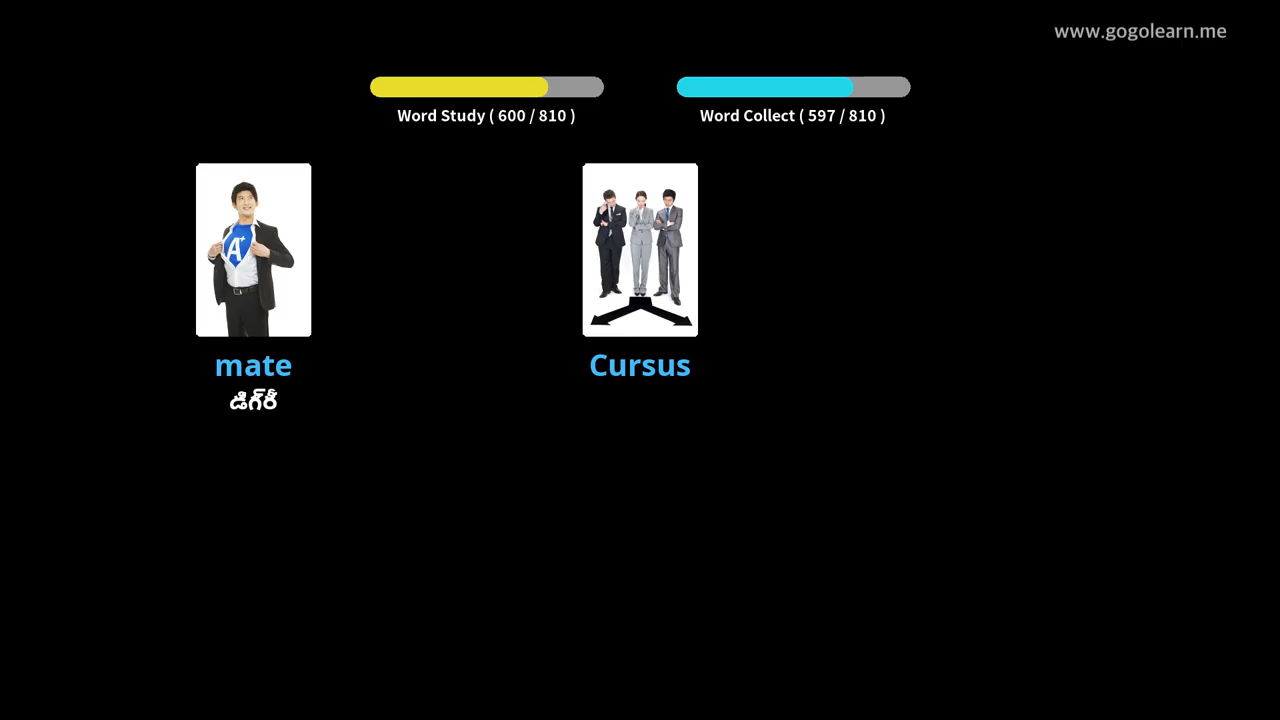 www.gogolearn.me
Word Study ( 600 / 810 )
Word Collect ( 597 / 810 )
A+
mate
Cursus
డిగ్‌రీ